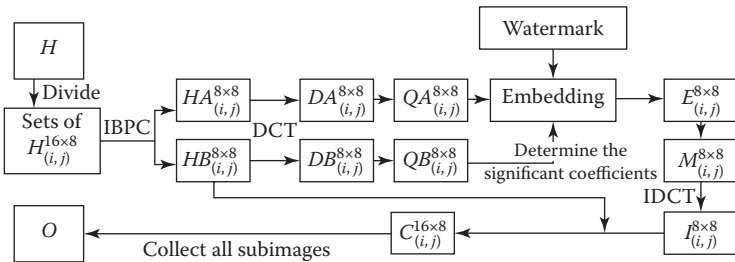 H
Divide
Sets of
H^{16×8}_{(i, j)}
IBPC
HA^{8×8}_{(i, j)}
DCT
HB^{8×8}_{(i, j)}
DA^{8×8}_{(i, j)}
DB^{8×8}_{(i, j)}
QA^{8×8}_{(i, j)}
QB^{8×8}_{(i, j)}
Watermark
Embedding
Determine the
significant coefficients
E^{8×8}_{(i, j)}
M^{8×8}_{(i, j)}
IDCT
I^{8×8}_{(i, j)}
C^{16×8}_{(i, j)}
Collect all subimages
O